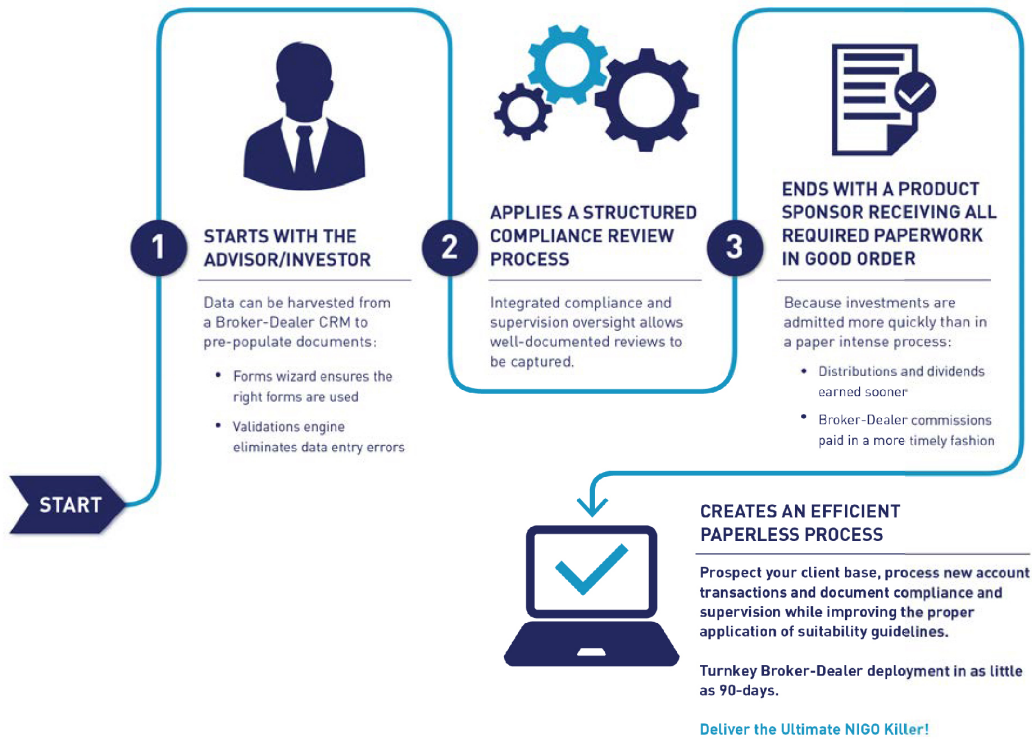 START
1
STARTS WITH THE
ADVISOR/INVESTOR
Data can be harvested from
a Broker-Dealer CRM to
pre-populate documents:
• Forms wizard ensures the
right forms are used
• Validations engine
eliminates data entry errors
2
APPLIES A STRUCTURED
COMPLIANCE REVIEW
PROCESS
Integrated compliance and
supervision oversight allows
well-documented reviews to
be captured.
3
ENDS WITH A PRODUCT
SPONSOR RECEIVING ALL
REQUIRED PAPERWORK
IN GOOD ORDER
Because investments are
admitted more quickly than in
a paper intense process:
• Distributions and dividends
earned sooner
• Broker-Dealer commissions
paid in a more timely fashion
CREATES AN EFFICIENT
PAPERLESS PROCESS
Prospect your client base, process new account
transactions and document compliance and
supervision while improving the proper
application of suitability guidelines.
Turnkey Broker-Dealer deployment in as little
as 90-days.
Deliver the Ultimate NIGO Killer!